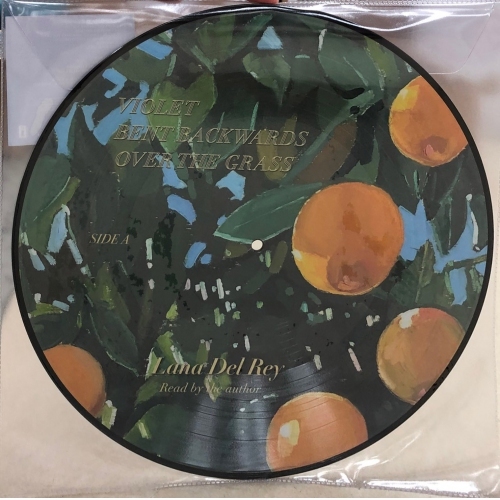 VIOLET
BENT BACKWARDS
OVER THE GRASS
SIDE A
Lana Del Rey
Read by the author